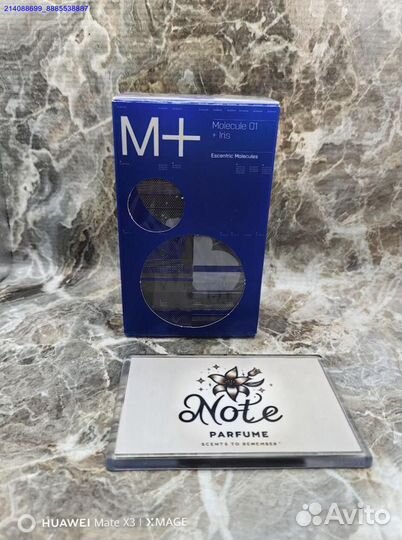 214088699_8885538887
M+
Molecule 01
+ Iris
Escentric Molecules
Note
PARFUME
SCENTS TO REMEMBER
HUAWEI Mate X3 | XMAGE
Avito